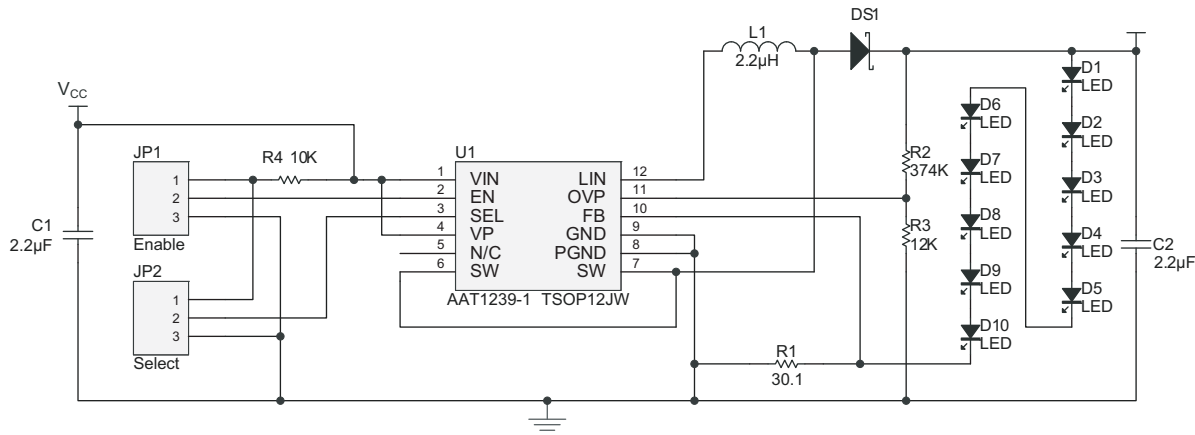 DS1
L1
2.2µH
D1
LED
VCC
D6
LED
D2
LED
JP1
R4 10K
U1
R2
374K
D7
LED
D3
LED
1
2
3
Enable
1 VIN LIN 12
2 EN OVP 11
3 SEL FB 10
4 VP GND 9
5 N/C PGND 8
6 SW SW 7
AAT1239-1 TSOP12JW
C1
2.2µF
R3
12K
D8
LED
D4
LED
C2
2.2µF
JP2
1
2
3
Select
D9
LED
D5
LED
D10
LED
R1
30.1